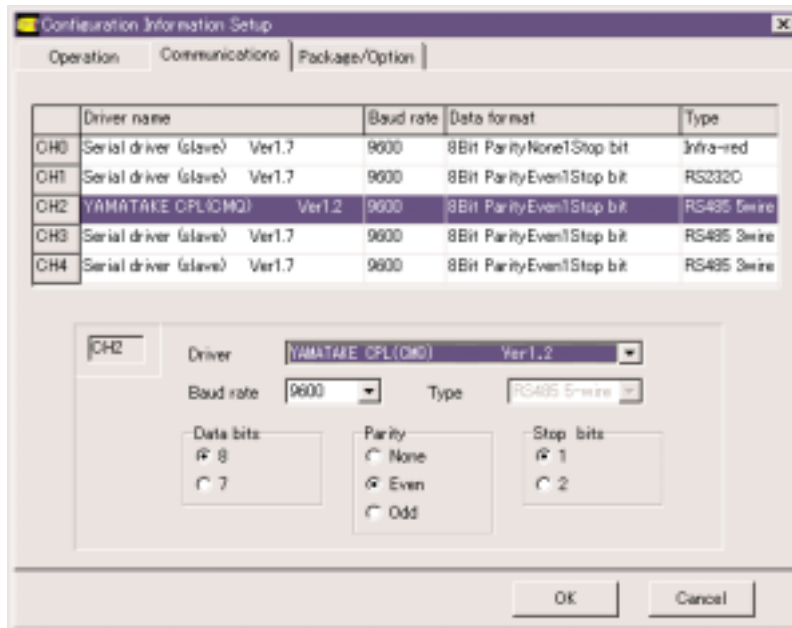 Configuration Information Setup
Operation Communications Package/Option
Driver name Baud rate Data format Type
CH0 Serial driver (slave) Ver1.7 9600 8Bit ParityNone1Stop bit Infra-red
CH1 Serial driver (slave) Ver1.7 9600 8Bit ParityEven1Stop bit RS232C
CH2 YAMATAKE CPL(CMQ) Ver1.2 9600 8Bit ParityEven1Stop bit RS485 5wire
CH3 Serial driver (slave) Ver1.7 9600 8Bit ParityEven1Stop bit RS485 3wire
CH4 Serial driver (slave) Ver1.7 9600 8Bit ParityEven1Stop bit RS485 3wire
CH2
Driver YAMATAKE CPL(CMQ) Ver1.2
Baud rate 9600 Type RS485 5-wire
Data bits Parity Stop bits
8 None 1
7 Even 2
Odd
OK Cancel